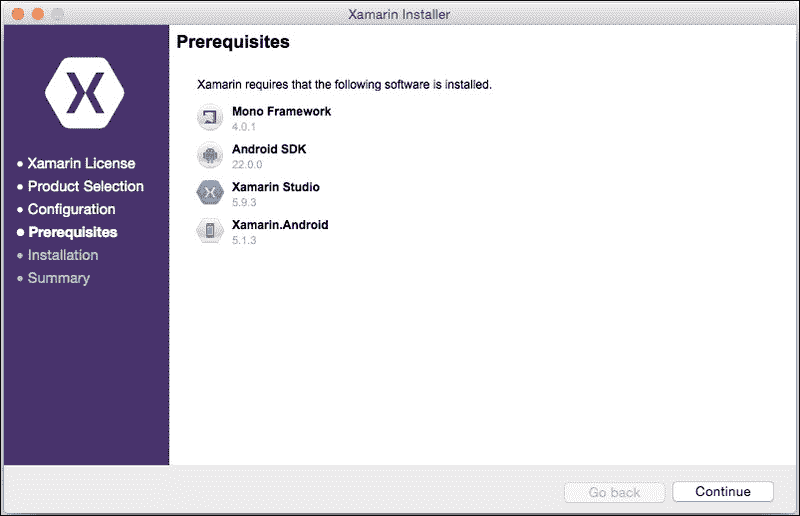 Xamarin Installer
Prerequisites
Xamarin requires that the following software is installed.
Mono Framework
4.0.1
Android SDK
22.0.0
Xamarin Studio
5.9.3
Xamarin.Android
5.1.3
• Xamarin License
• Product Selection
• Configuration
• Prerequisites
• Installation
• Summary
Go back
Continue